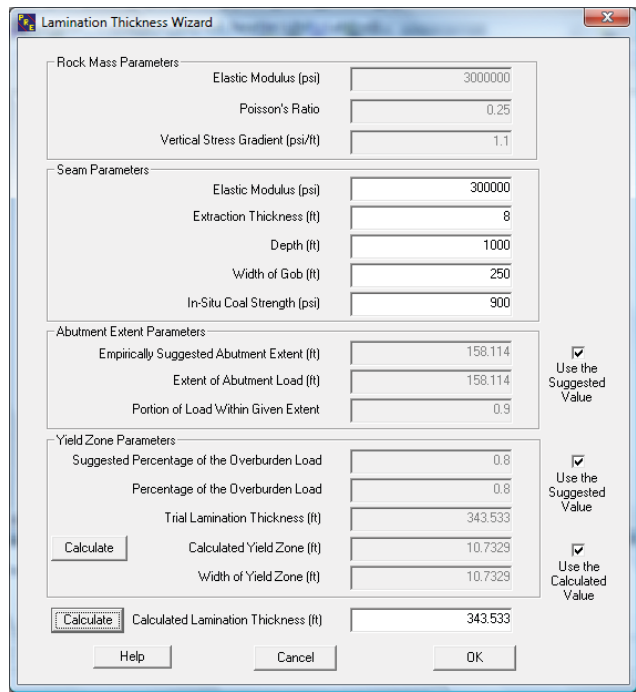 PRE Lamination Thickness Wizard
Rock Mass Parameters
Elastic Modulus (psi) 3000000
Poisson's Ratio 0.25
Vertical Stress Gradient (psi/ft) 1.1
Seam Parameters
Elastic Modulus (psi) 300000
Extraction Thickness (ft) 8
Depth (ft) 1000
Width of Gob (ft) 250
In-Situ Coal Strength (psi) 900
Abutment Extent Parameters
Empirically Suggested Abutment Extent (ft) 158.114
Extent of Abutment Load (ft) 158.114
Portion of Load Within Given Extent 0.9
Use the
Suggested
Value
Yield Zone Parameters
Suggested Percentage of the Overburden Load 0.8
Percentage of the Overburden Load 0.8
Trial Lamination Thickness (ft) 343.533
Use the
Suggested
Value
Calculate Calculated Yield Zone (ft) 10.7329
Width of Yield Zone (ft) 10.7329
Use the
Calculated
Value
Calculate Calculated Lamination Thickness (ft) 343.533
Help Cancel OK